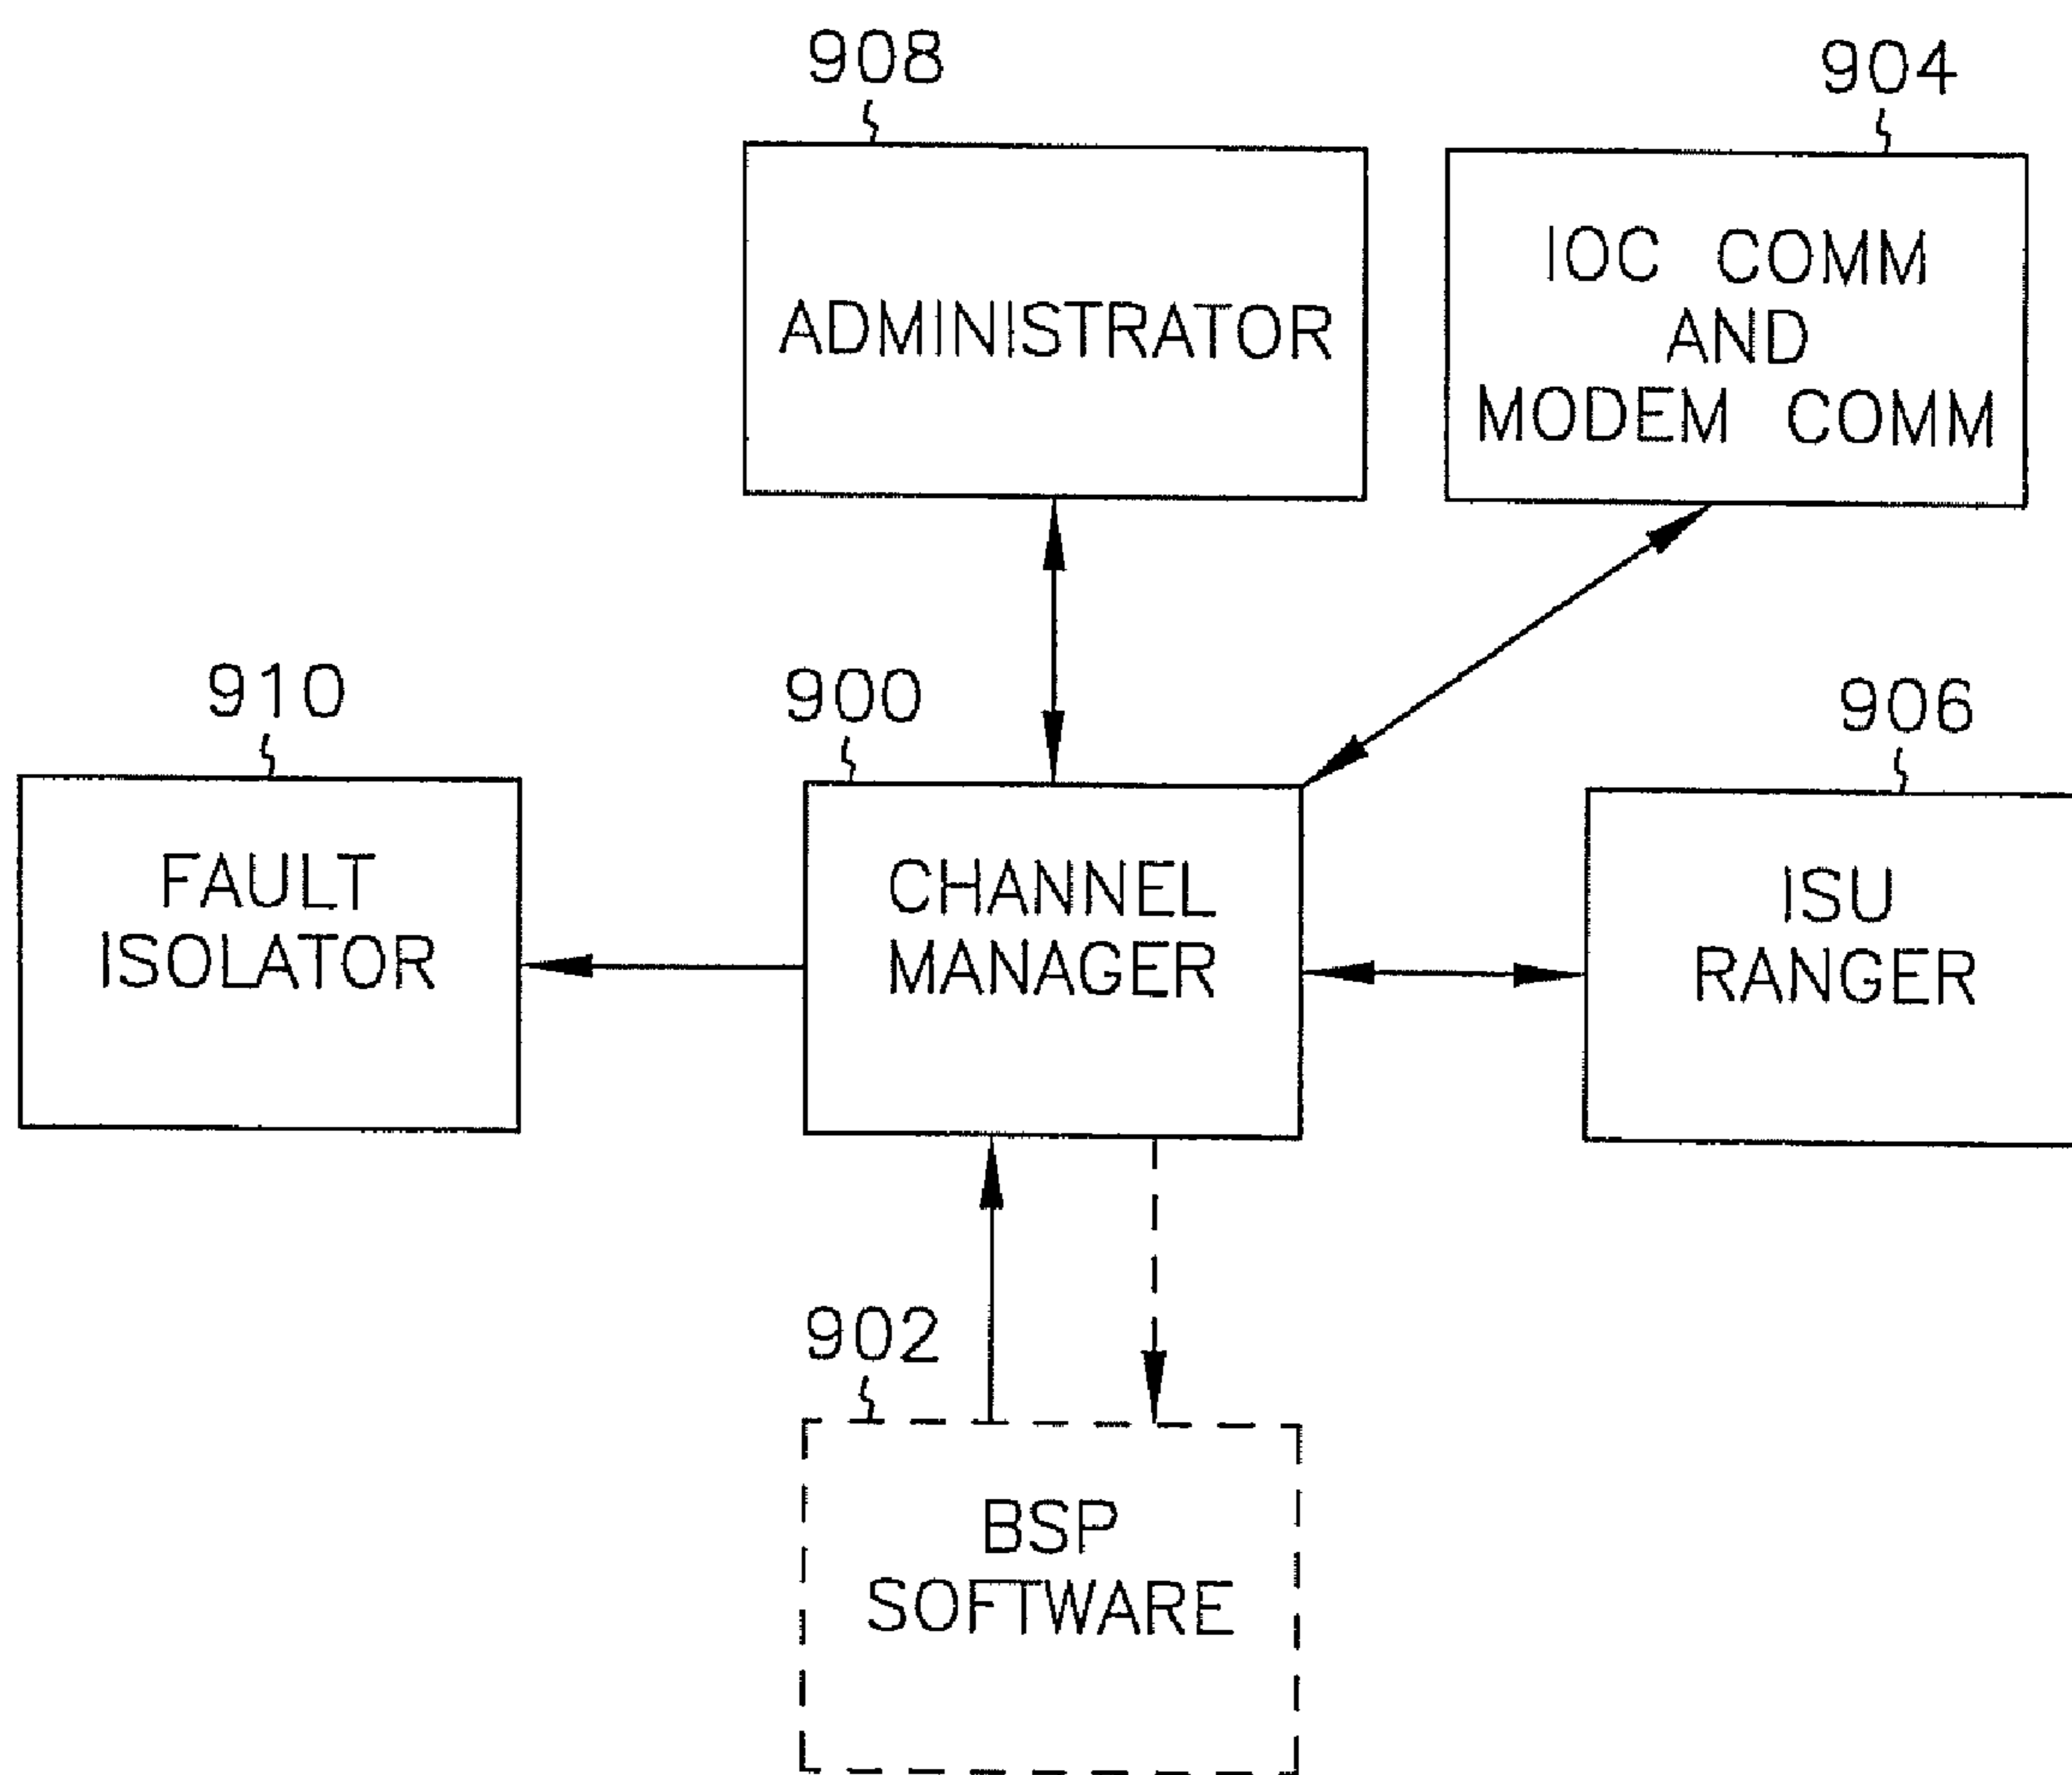 908
904
ADMINISTRATOR
IOC COMM
AND
MODEM COMM
910
900
906
FAULT
ISOLATOR
CHANNEL
MANAGER
ISU
RANGER
902
BSP
SOFTWARE